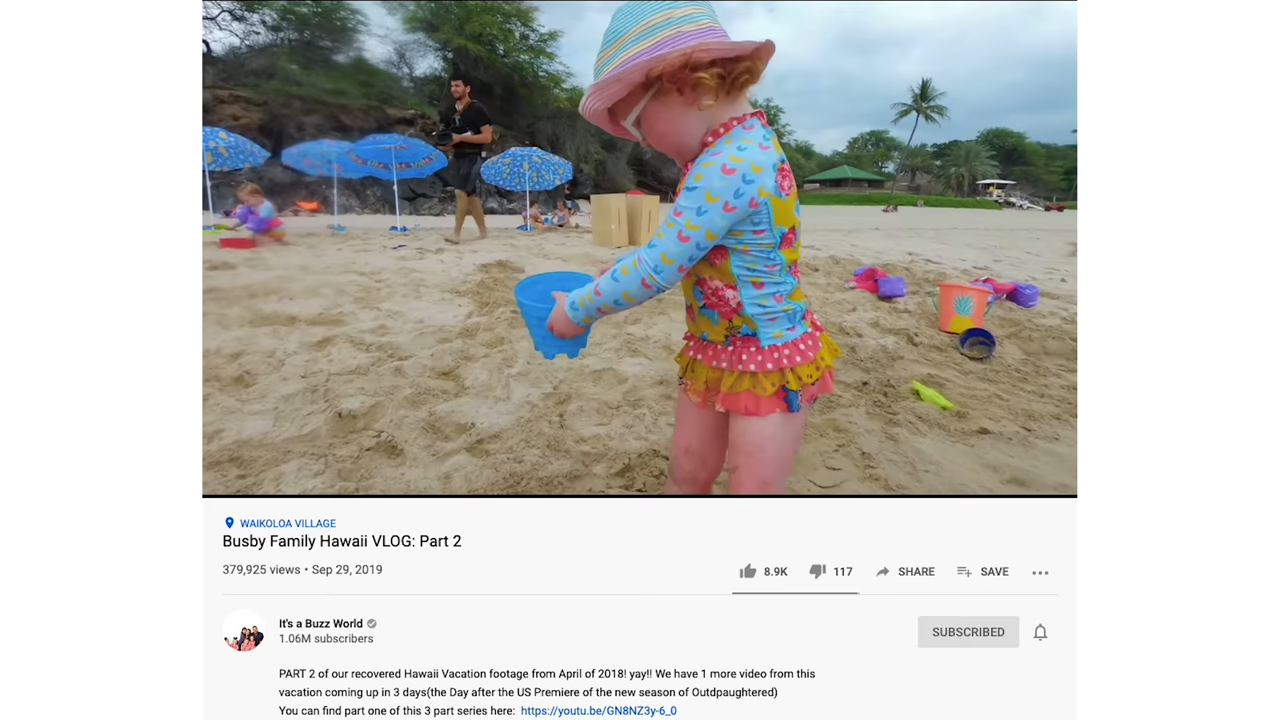 WAIKOLOA VILLAGE
Busby Family Hawaii VLOG: Part 2
379,925 views • Sep 29, 2019
8.9K 117 SHARE SAVE
It's a Buzz World
1.06M subscribers
SUBSCRIBED
PART 2 of our recovered Hawaii Vacation footage from April of 2018! yay!! We have 1 more video from this
vacation coming up in 3 days(the Day after the US Premiere of the new season of Outdpaughtered)
You can find part one of this 3 part series here: https://youtu.be/GN8NZ3y-6_0